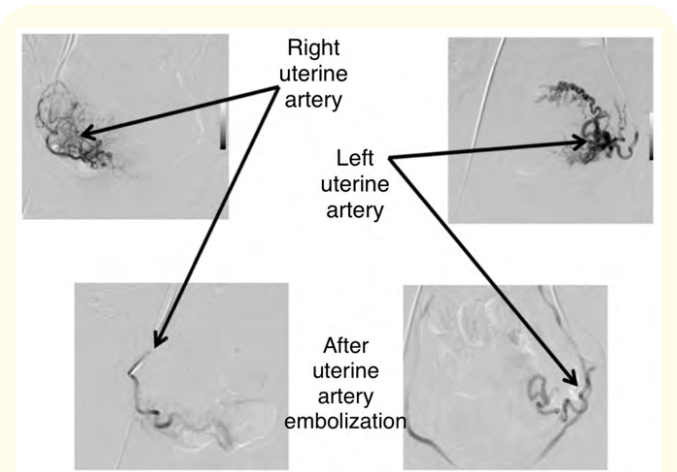 Right
uterine
artery
Left
uterine
artery
After
uterine
artery
embolization